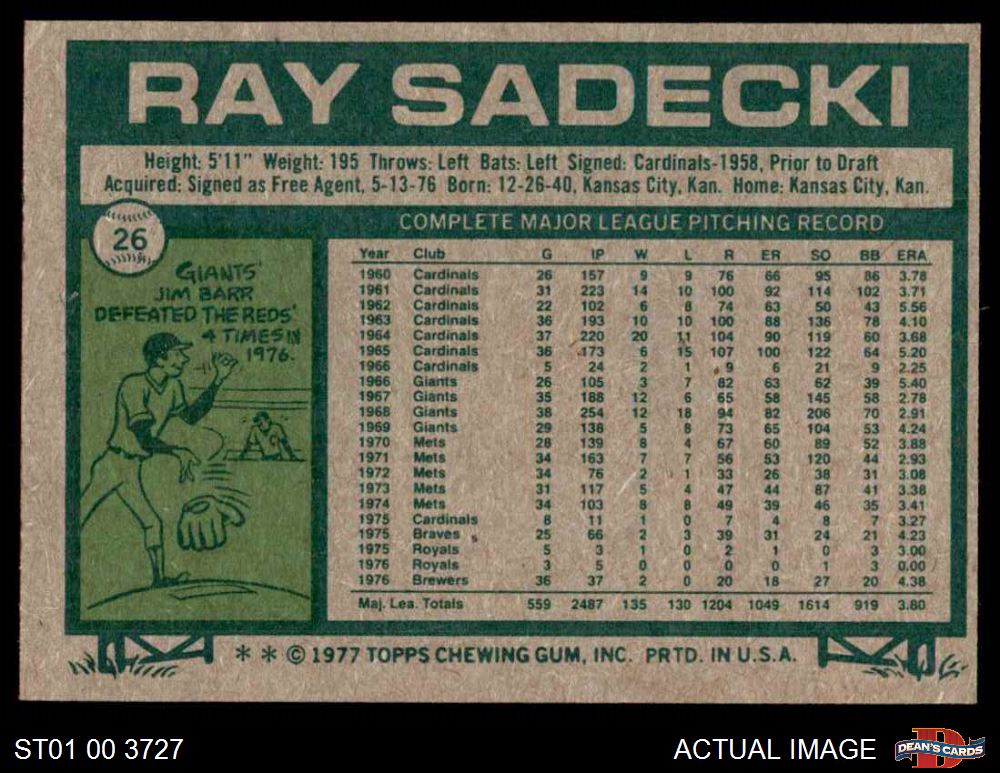 RAY SADECKI
Height: 5'11" Weight: 195 Throws: Left Bats: Left Signed: Cardinals-1958, Prior to Draft
Acquired: Signed as Free Agent, 5-13-76 Born: 12-26-40, Kansas City, Kan. Home: Kansas City, Kan.
26
COMPLETE MAJOR LEAGUE PITCHING RECORD
GIANTS'
JIM BARR
DEFEATED THE REDS'
4 TIMES IN
1976.
Year Club G IP W L R ER SO BB ERA
1960 Cardinals 26 157 9 9 76 66 95 86 3.78
1961 Cardinals 31 223 14 10 100 92 114 102 3.71
1962 Cardinals 22 102 6 8 74 63 50 43 5.56
1963 Cardinals 36 193 10 10 100 88 136 78 4.10
1964 Cardinals 37 220 20 11 104 90 119 60 3.68
1965 Cardinals 36 173 6 15 107 100 122 64 5.20
1966 Cardinals 5 24 2 1 9 6 21 9 2.25
1966 Giants 26 105 3 7 82 63 62 39 5.40
1967 Giants 35 188 12 6 65 58 145 58 2.78
1968 Giants 38 254 12 18 94 82 206 70 2.91
1969 Giants 29 138 5 8 73 65 104 53 4.24
1970 Mets 28 139 8 4 67 60 89 52 3.88
1971 Mets 34 163 7 7 56 53 120 44 2.93
1972 Mets 34 76 2 1 33 26 38 31 3.08
1973 Mets 31 117 5 4 47 44 87 41 3.38
1974 Mets 34 103 8 8 49 39 46 35 3.41
1975 Cardinals 8 11 1 0 7 4 8 7 3.27
1975 Braves 25 66 2 3 39 31 24 21 4.23
1975 Royals 5 3 1 0 2 1 0 3 3.00
1976 Royals 3 5 0 0 0 0 1 3 0.00
1976 Brewers 36 37 2 0 20 18 27 20 4.38
Maj. Lea. Totals 559 2487 135 130 1204 1049 1614 919 3.80
* * © 1977 TOPPS CHEWING GUM, INC. PRTD. IN U.S.A.
ST01 00 3727
ACTUAL IMAGE
D
DEAN'S CARDS